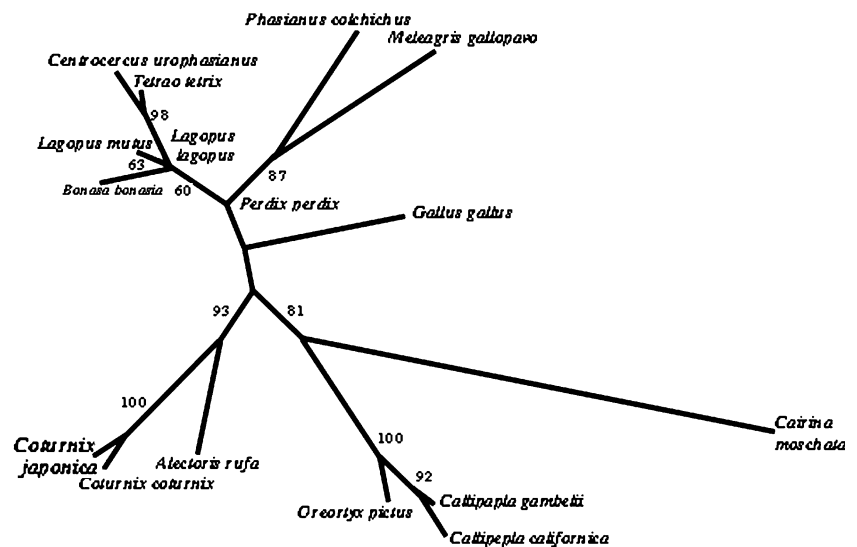 Phasianus colchichus
Meleagris gallopavo
Centrocercus urophasianus
Tetrao tetrix
98
Lagopus mutus
Lagopus
lagopus
63
Bonasa bonasia
60
87
Perdix perdix
Gallus gallus
93
81
100
Coturnix
japonica
Coturnix coturnix
Alectoris rufa
Cairina
moschata
100
92
Callipapla gambelii
Oreortyx pictus
Callipepla californica